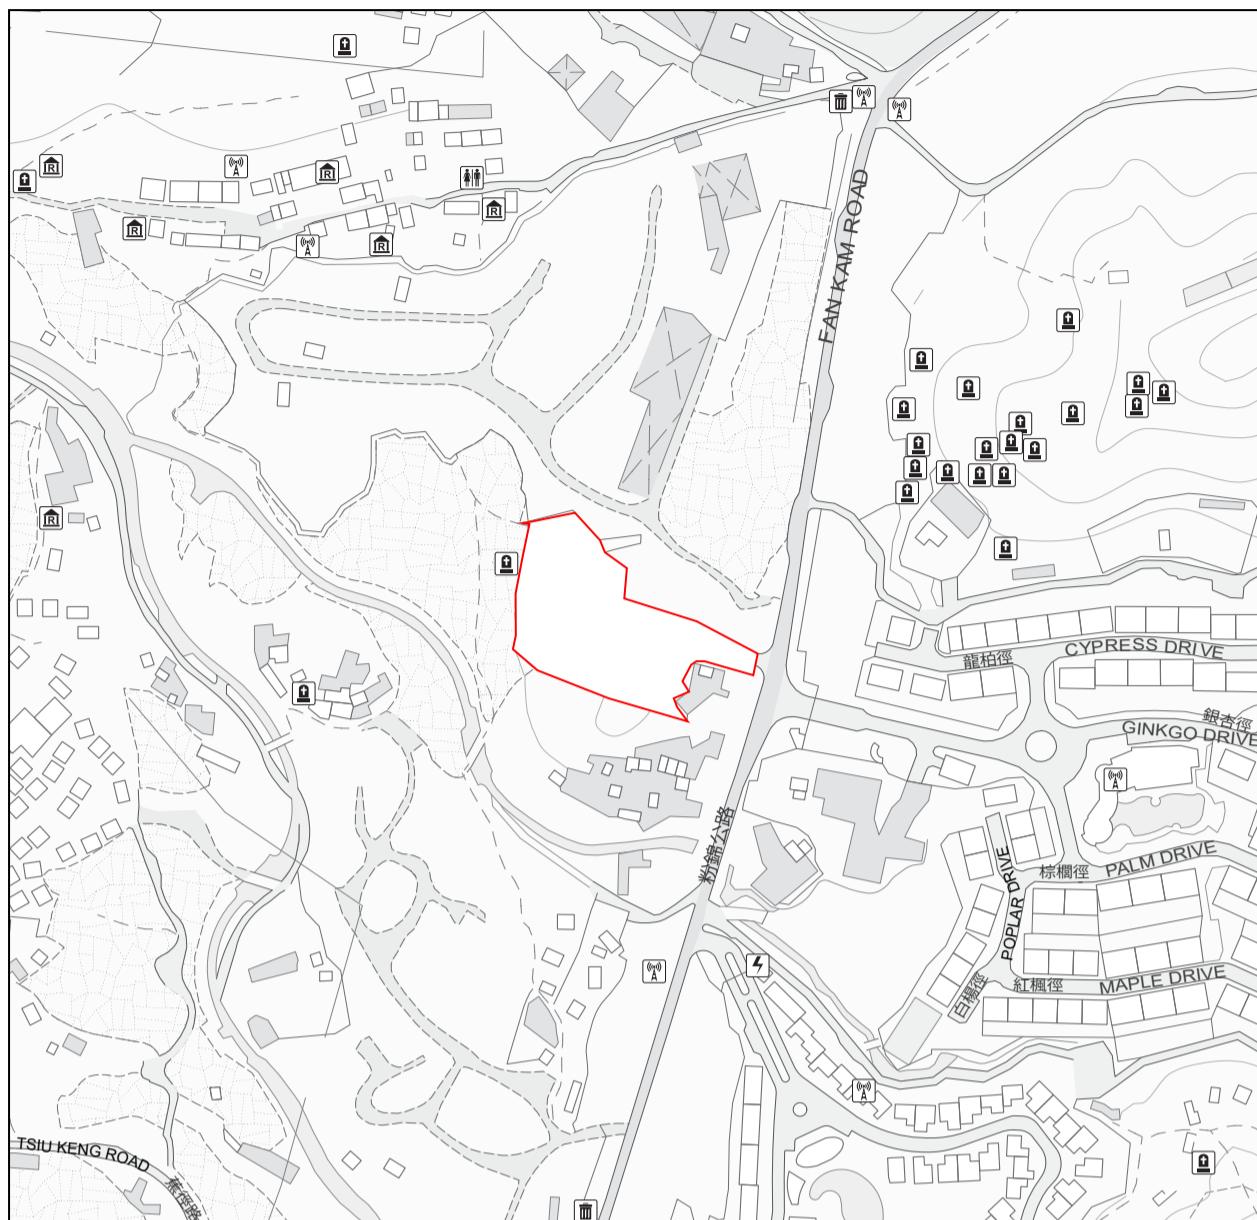 FAN KAM ROAD
龍柏徑
CYPRESS DRIVE
銀杏徑
GINKGO DRIVE
粉錦公路
POPLAR DRIVE
棕櫚徑
PALM DRIVE
白楊徑
紅楓徑
MAPLE DRIVE
TSIU KENG ROAD
蕉徑路
R
R
R
R
R
R
A
A
A
A
A
A
A